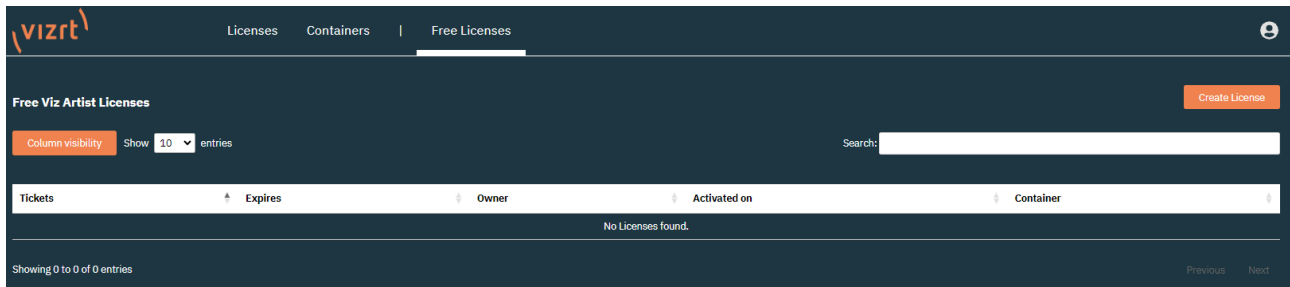 vizrt
Licenses Containers | Free Licenses
Create License
Free Viz Artist Licenses
Column visibility Show 10 entries Search:
Tickets Expires Owner Activated on Container
No Licenses found.
Showing 0 to 0 of 0 entries Previous Next